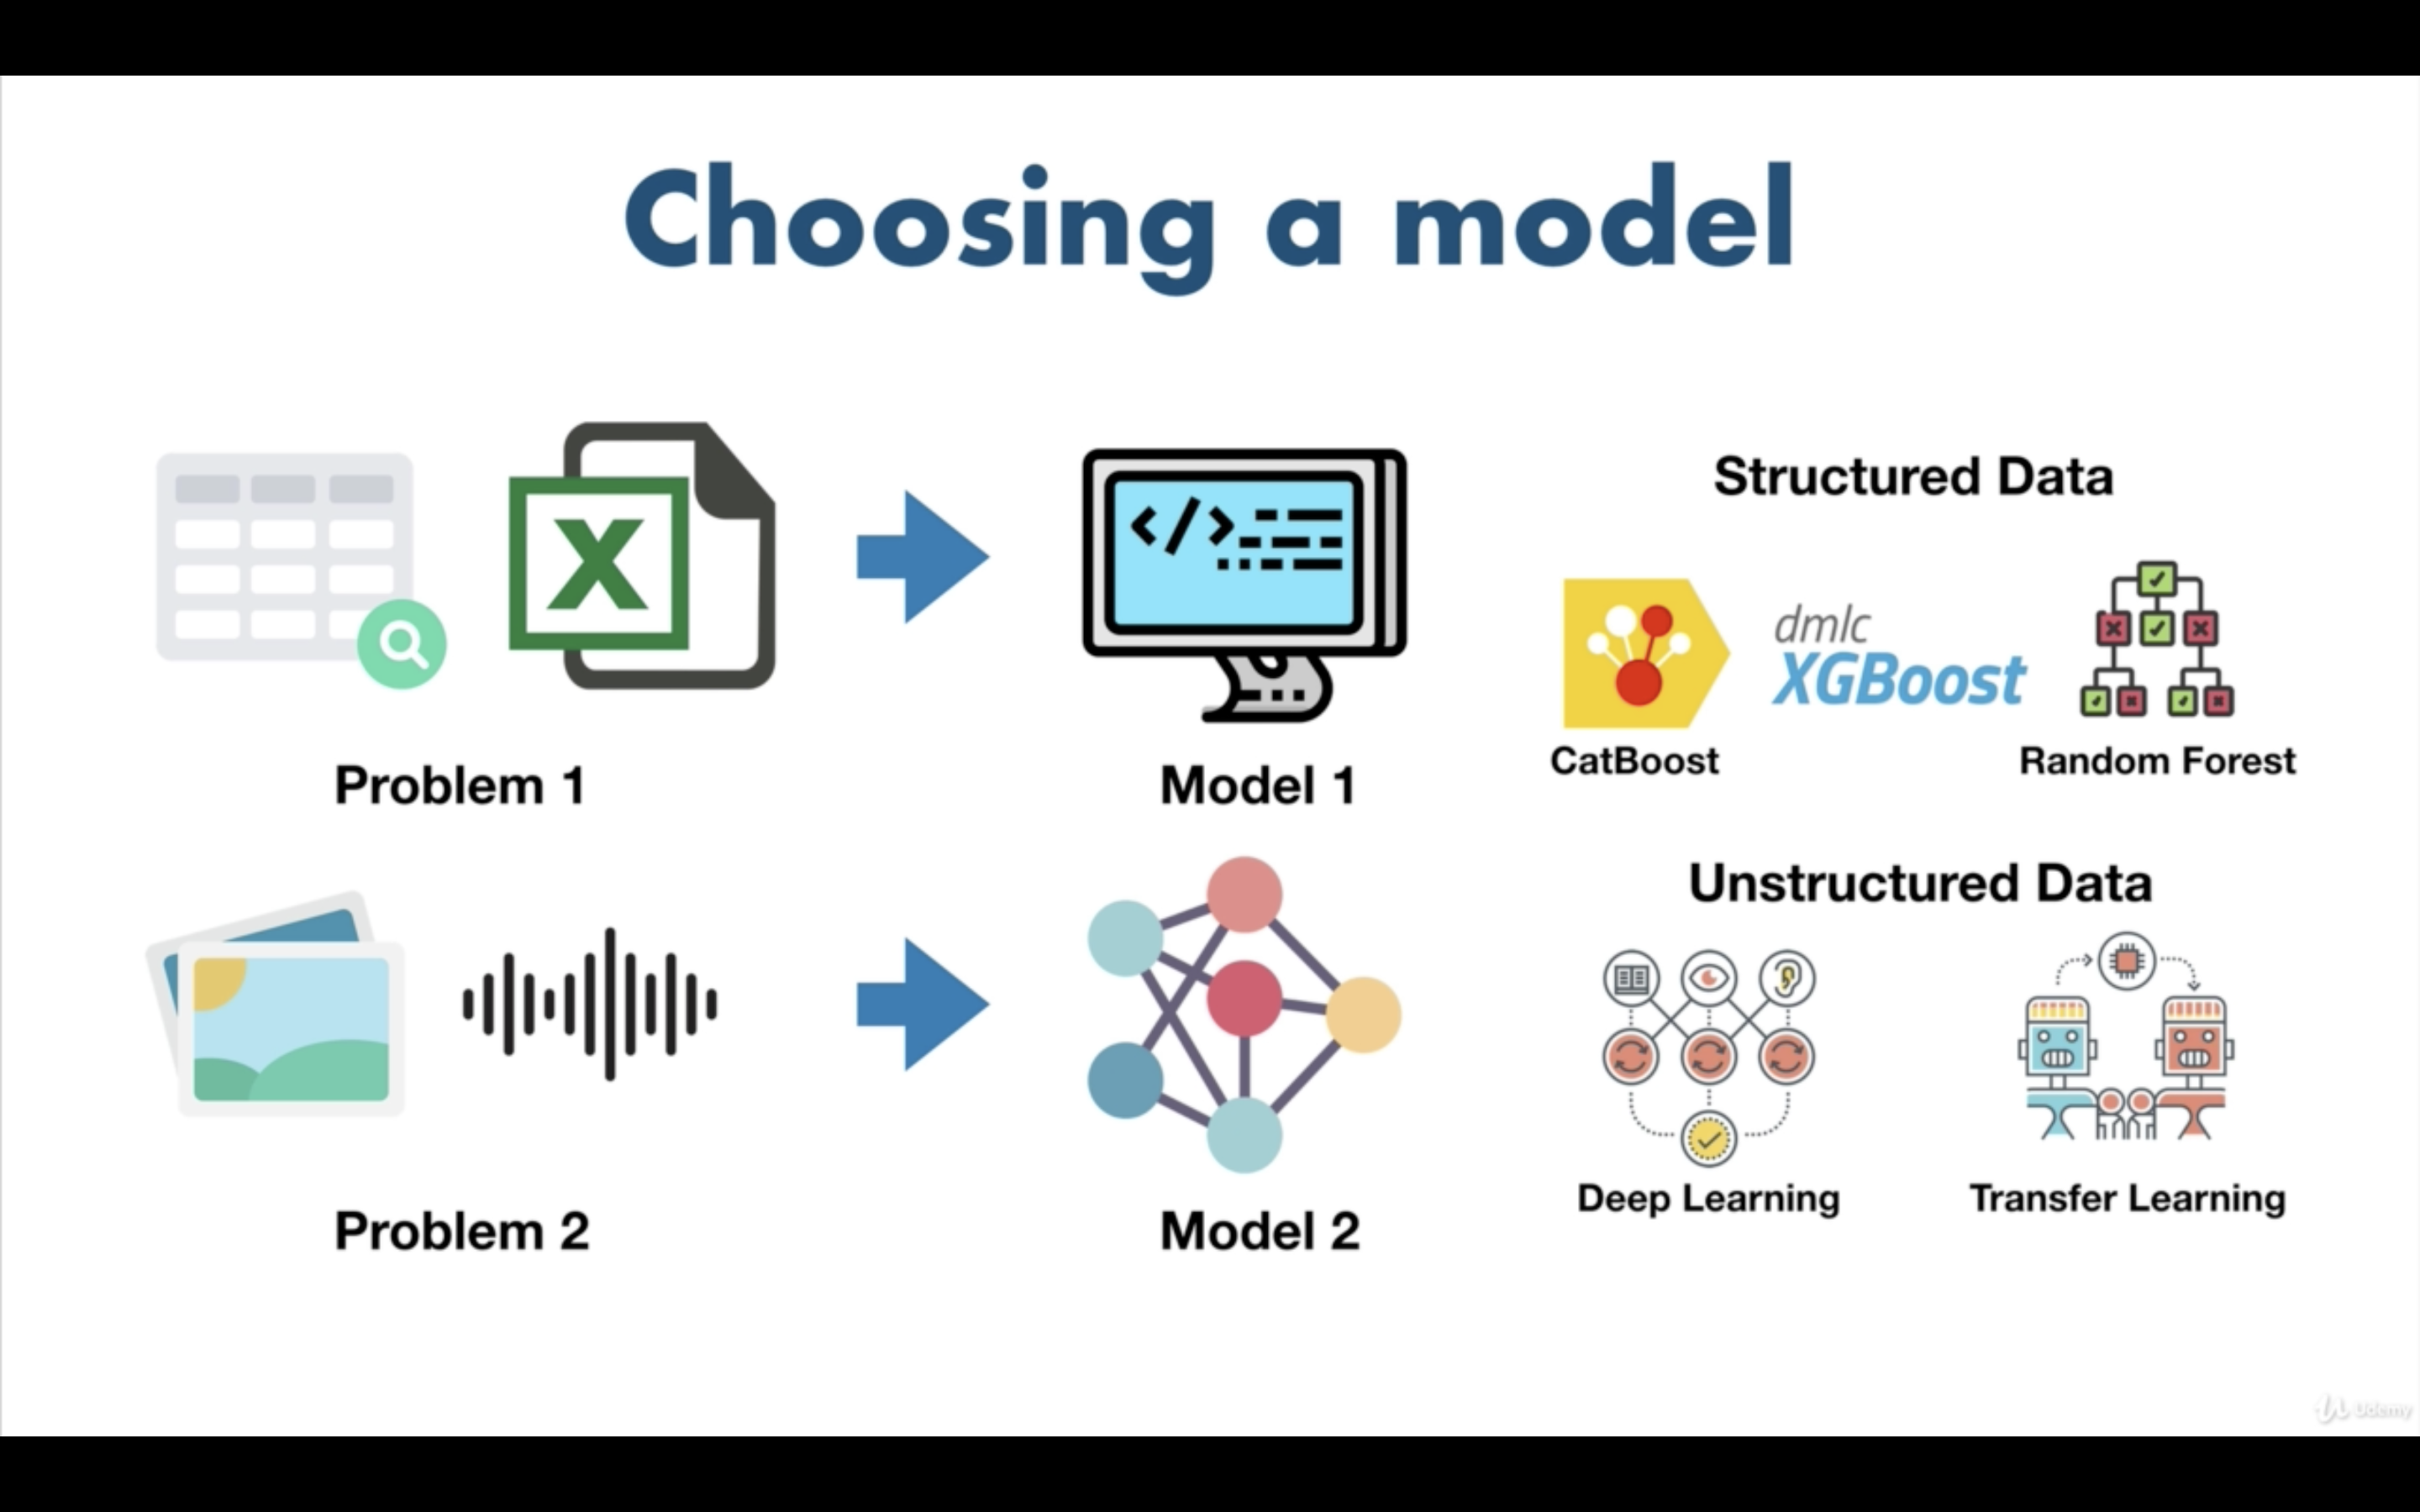 Choosing a model
X
</>
Problem 1
Model 1
Structured Data
dmlc
XGBoost
CatBoost
Random Forest
Problem 2
Model 2
Unstructured Data
Deep Learning
Transfer Learning
Udemy